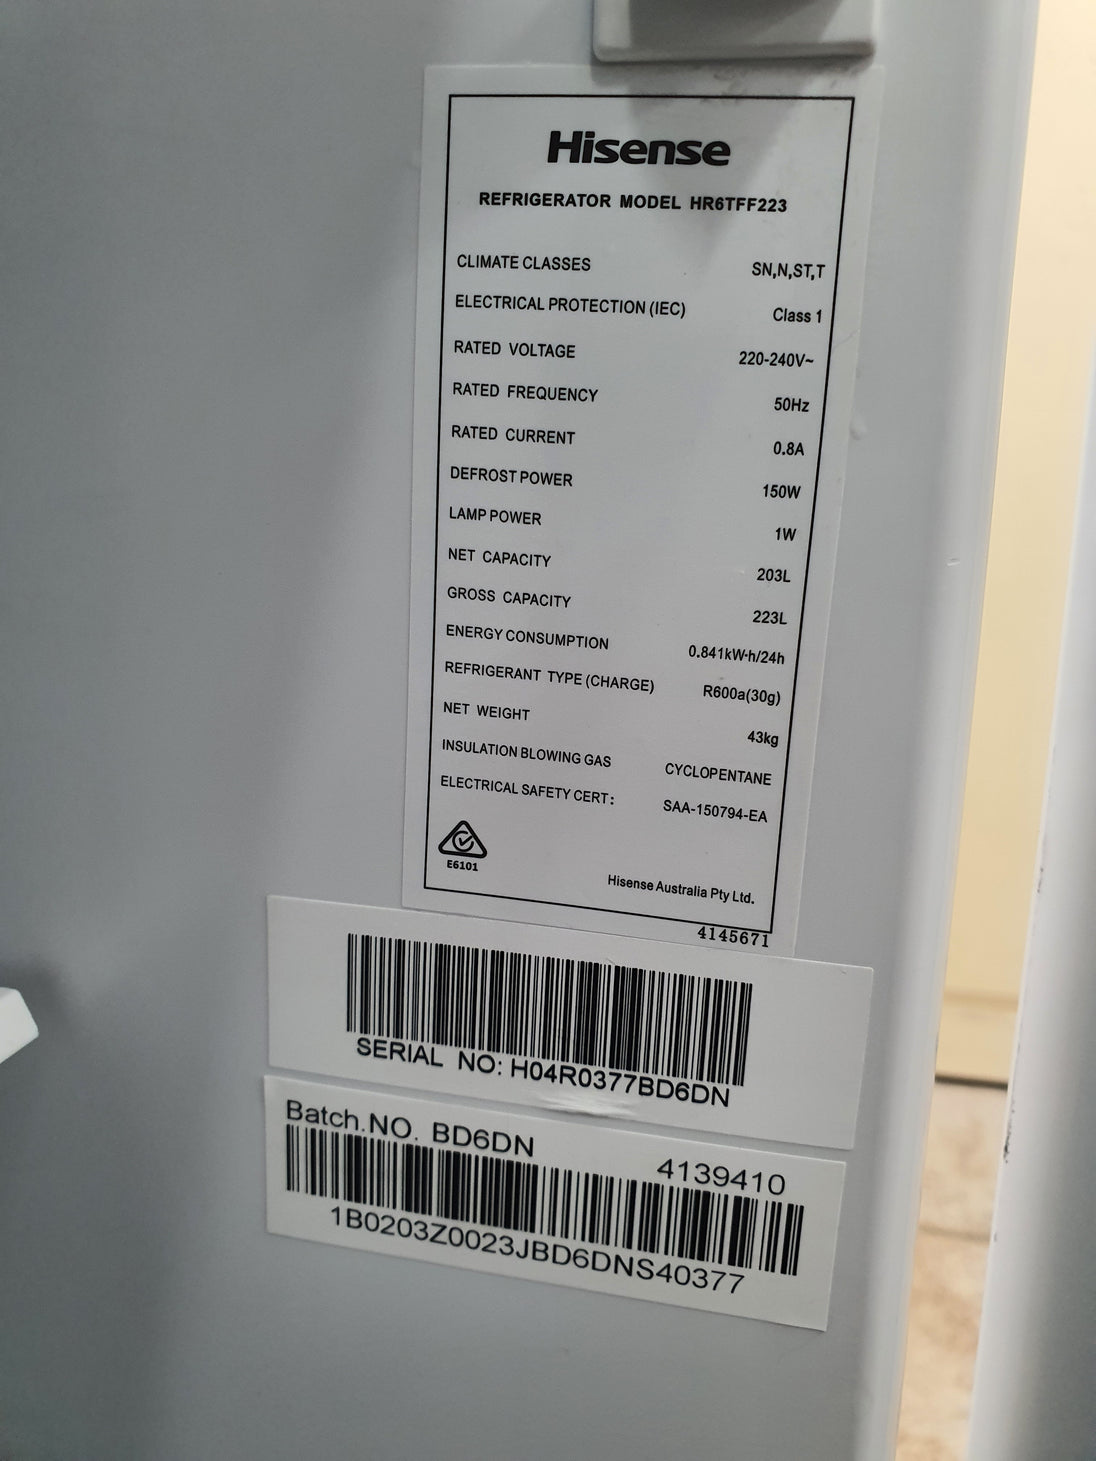 Hisense
REFRIGERATOR MODEL HR6TFF223
CLIMATE CLASSES SN,N,ST,T
ELECTRICAL PROTECTION (IEC) Class 1
RATED VOLTAGE 220-240V~
RATED FREQUENCY 50Hz
RATED CURRENT 0.8A
DEFROST POWER 150W
LAMP POWER 1W
NET CAPACITY 203L
GROSS CAPACITY 223L
ENERGY CONSUMPTION 0.841kW·h/24h
REFRIGERANT TYPE (CHARGE) R600a(30g)
NET WEIGHT 43kg
INSULATION BLOWING GAS CYCLOPENTANE
ELECTRICAL SAFETY CERT: SAA-150794-EA
E6101
Hisense Australia Pty Ltd.
4145671
SERIAL NO: H04R0377BD6DN
Batch.NO. BD6DN 4139410
1B0203Z0023JBD6DNS40377